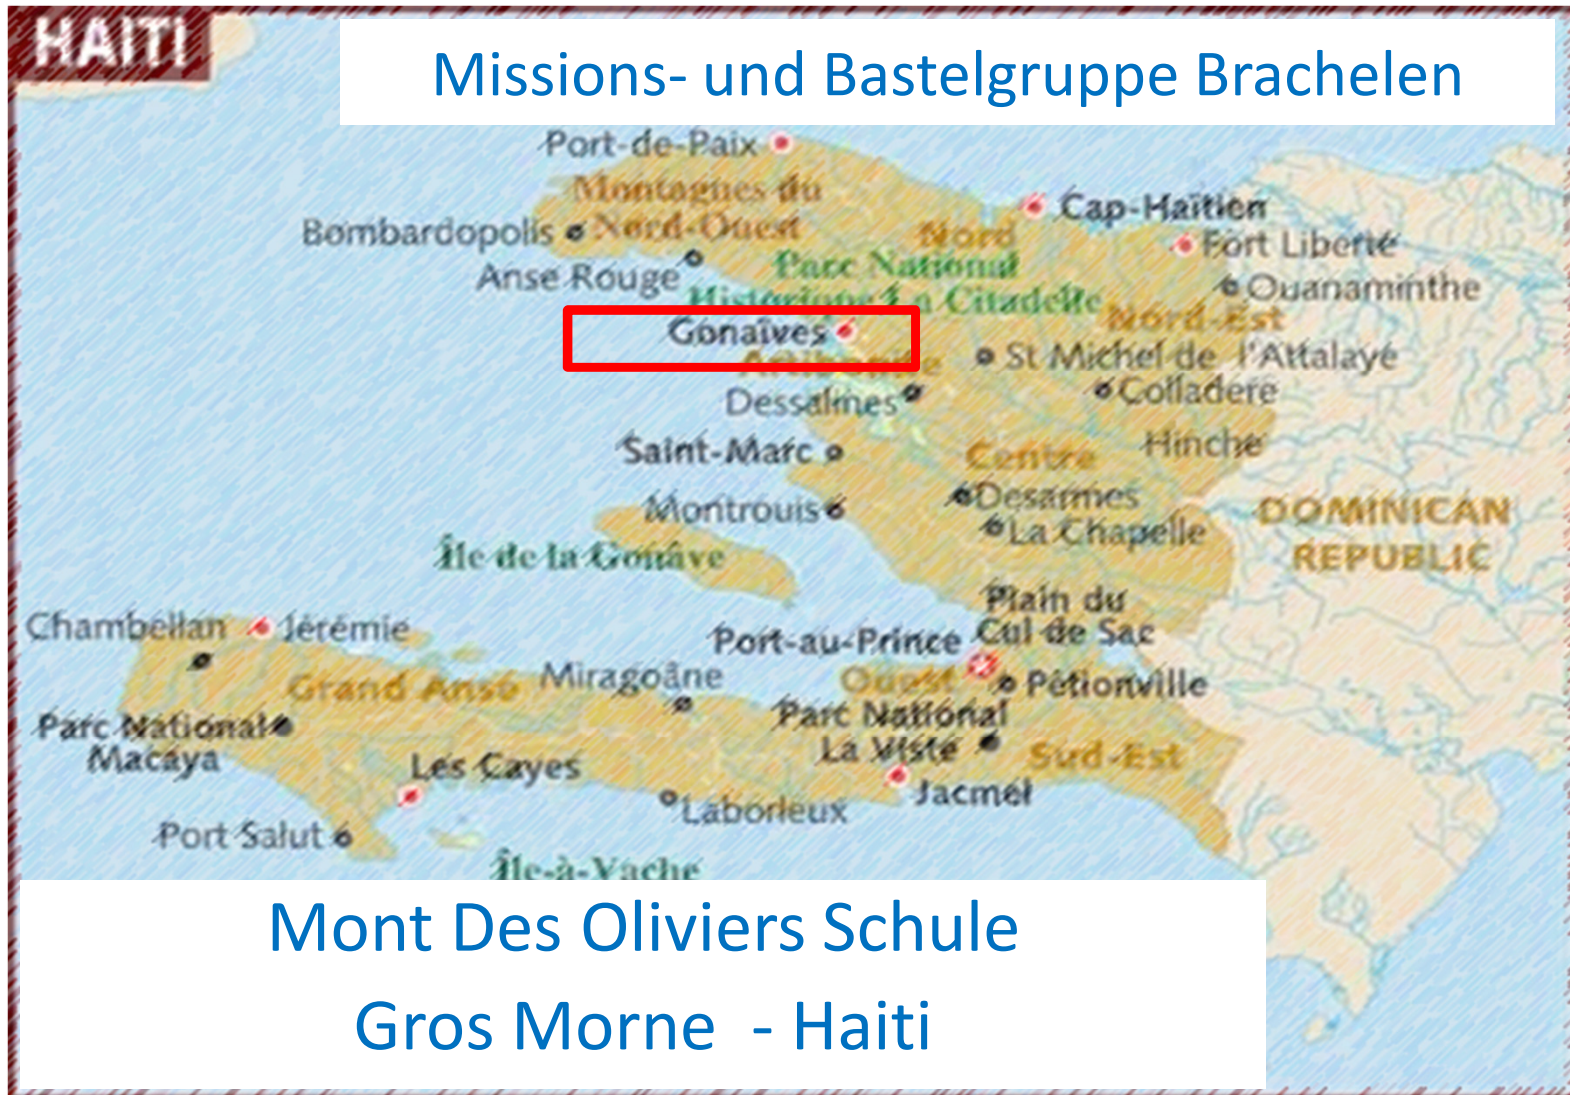 HAITI
Missions- und Bastelgruppe Brachelen
Port-de-Paix
Montagnes du
Nord-Ouest
Bombardopolis
Cap-Haïtien
Nord
Fort Liberté
Anse Rouge
Parc National
Historique La Citadelle
Ouanaminthe
Nord-Est
Gonaïves
Artibonite
St Michel de l'Attalaye
Dessalines
Colladere
Saint-Marc
Centre
Hinche
Montrouis
Desarmes
La Chapelle
DOMINICAN
REPUBLIC
Île de la Gonâve
Plain du
Cul de Sac
Chambellan
Jérémie
Port-au-Prince
Grand Anse
Miragoâne
Ouest
Pétionville
Parc National
Macaya
Parc National
La Viste
Sud-Est
Les Cayes
Jacmel
Laborieux
Port Salut
Île-à-Vache
Mont Des Oliviers Schule
Gros Morne - Haiti